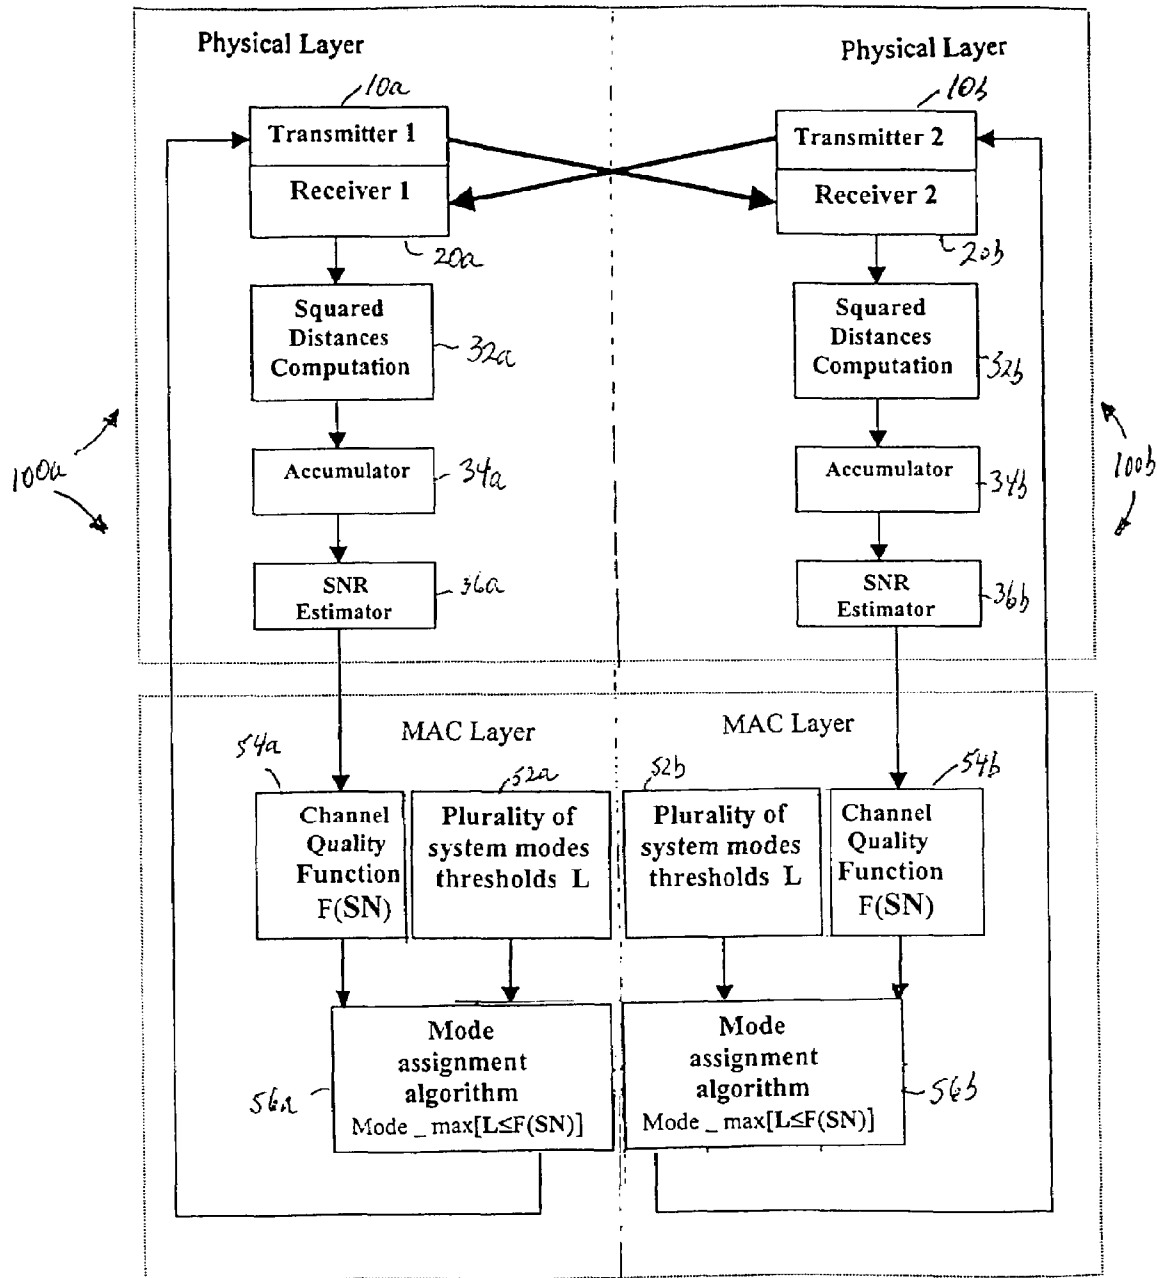 Physical Layer
Physical Layer
10a
10b
Transmitter 1
Transmitter 2
Receiver 1
Receiver 2
20a
20b
Squared
Distances
Computation
32a
Squared
Distances
Computation
32b
100a
100b
Accumulator
34a
Accumulator
34b
SNR
Estimator
36a
SNR
Estimator
36b
MAC Layer
MAC Layer
54a
52a
52b
54b
Channel
Quality
Function
F(SN)
Plurality of
system modes
thresholds L
Plurality of
system modes
thresholds L
Channel
Quality
Function
F(SN)
Mode
assignment
algorithm
Mode _ max[L≤F(SN)]
56a
Mode
assignment
algorithm
Mode _ max[L≤F(SN)]
56b